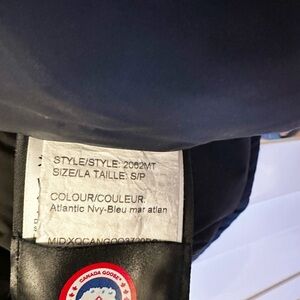 STYLE/STYLE: 2062MT
SIZE/LA TAILLE: S/P
COLOUR/COULEUR:
Atlantic Nvy-Bleu mar atlan
CANADA GOOSE